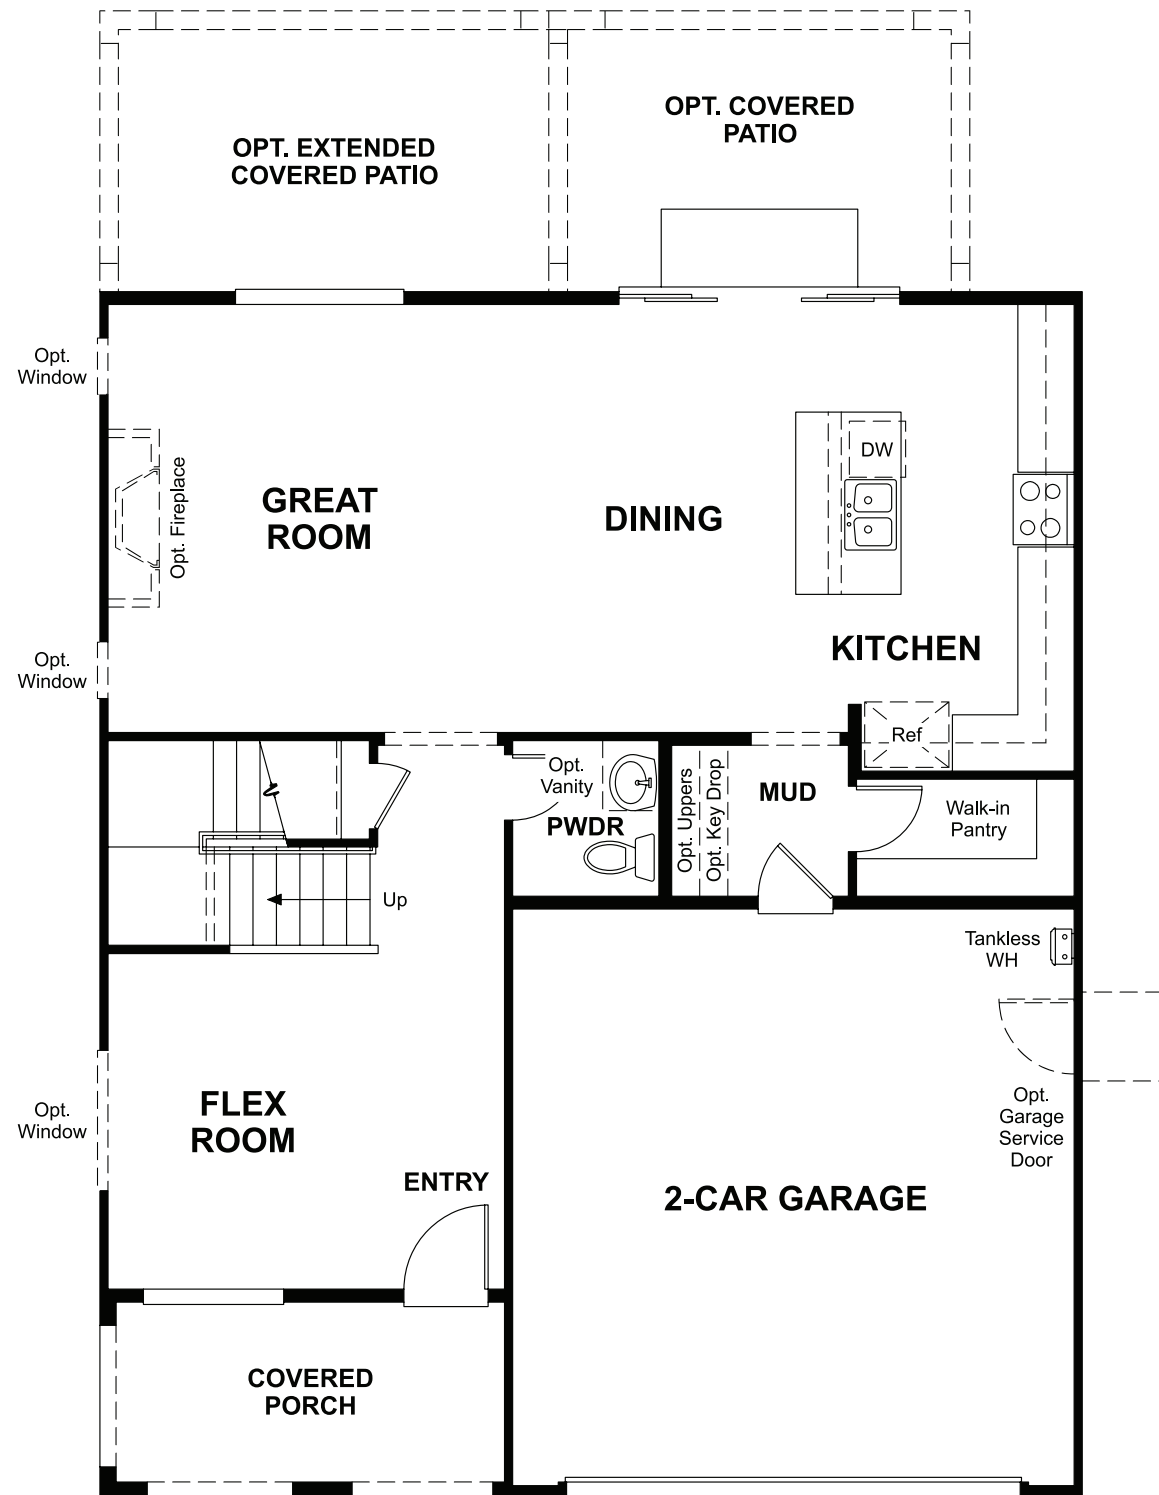 OPT. EXTENDED
COVERED PATIO
OPT. COVERED
PATIO
Opt.
Window
Opt. Fireplace
GREAT
ROOM
DINING
DW
KITCHEN
Opt.
Window
Ref
Opt.
Vanity
PWDR
Opt. Uppers
Opt. Key Drop
MUD
Walk-in
Pantry
Up
Tankless
WH
Opt.
Window
FLEX
ROOM
ENTRY
Opt.
Garage
Service
Door
2-CAR GARAGE
COVERED
PORCH